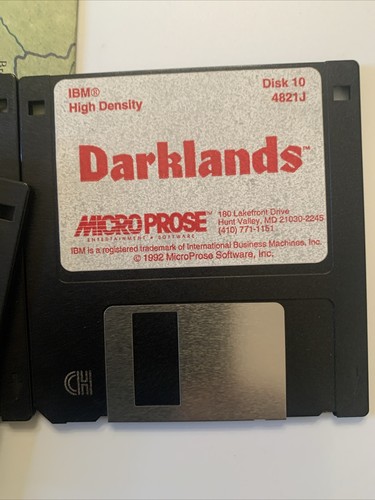 IBM®
High Density
Disk 10
4821J
Darklands™
MICROPROSE™
ENTERTAINMENT • SOFTWARE
180 Lakefront Drive
Hunt Valley, MD 21030-2245
(410) 771-1151
IBM is a registered trademark of International Business Machines, Inc.
© 1992 MicroProse Software, Inc.